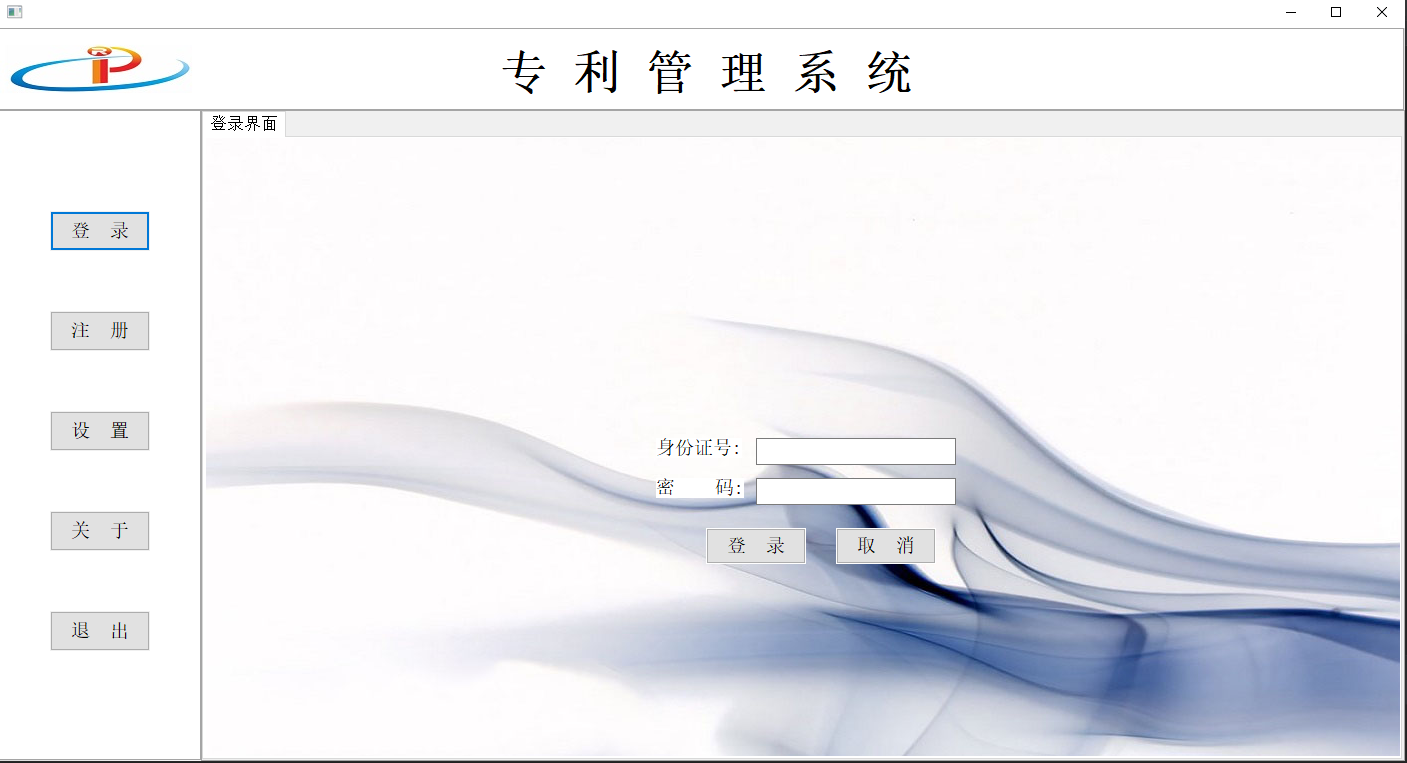 专利管理系统
登录界面
登 录
注 册
设 置
关 于
退 出
身份证号:
密 码:
登 录 取 消